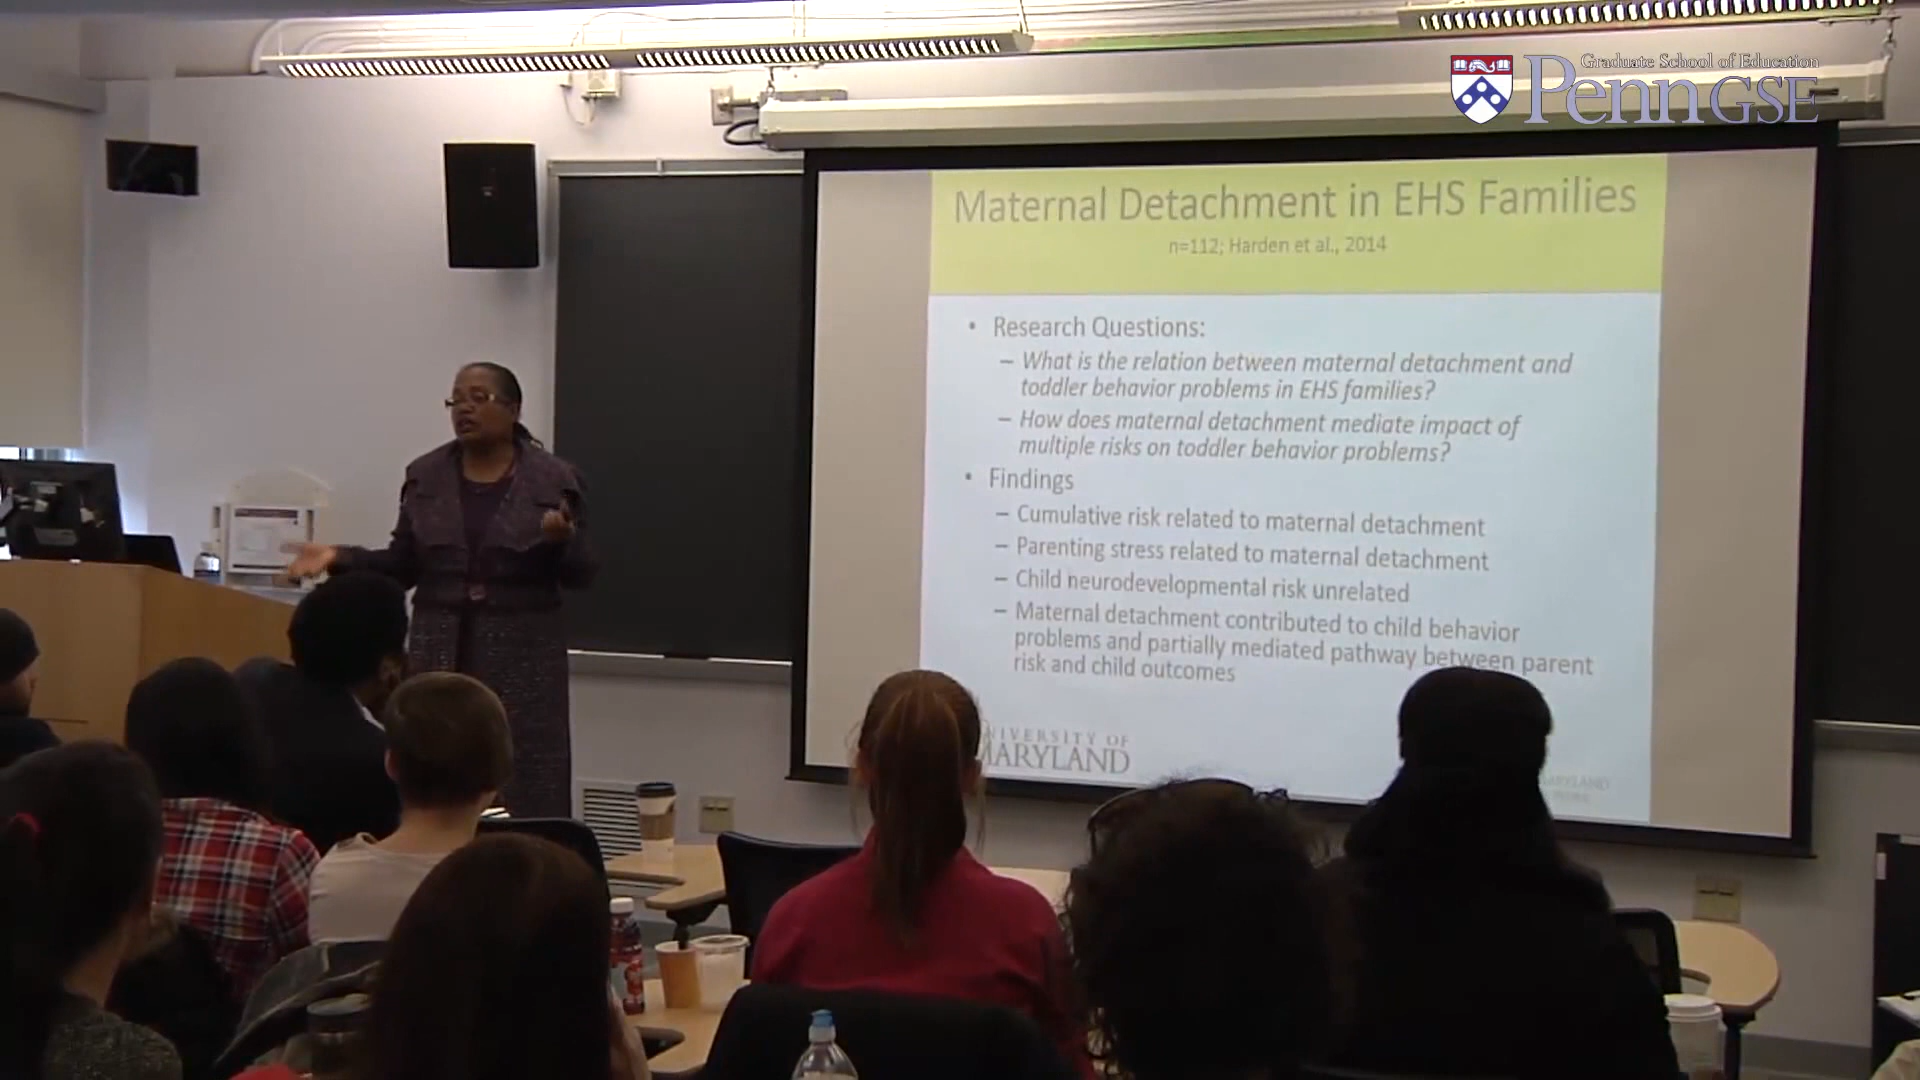 Graduate School of Education
Penn GSE
Maternal Detachment in EHS Families
n=112; Harden et al., 2014
• Research Questions:
– What is the relation between maternal detachment and
toddler behavior problems in EHS families?
– How does maternal detachment mediate impact of
multiple risks on toddler behavior problems?
• Findings
– Cumulative risk related to maternal detachment
– Parenting stress related to maternal detachment
– Child neurodevelopmental risk unrelated
– Maternal detachment contributed to child behavior
problems and partially mediated pathway between parent
risk and child outcomes
NIVERSITY OF
MARYLAND